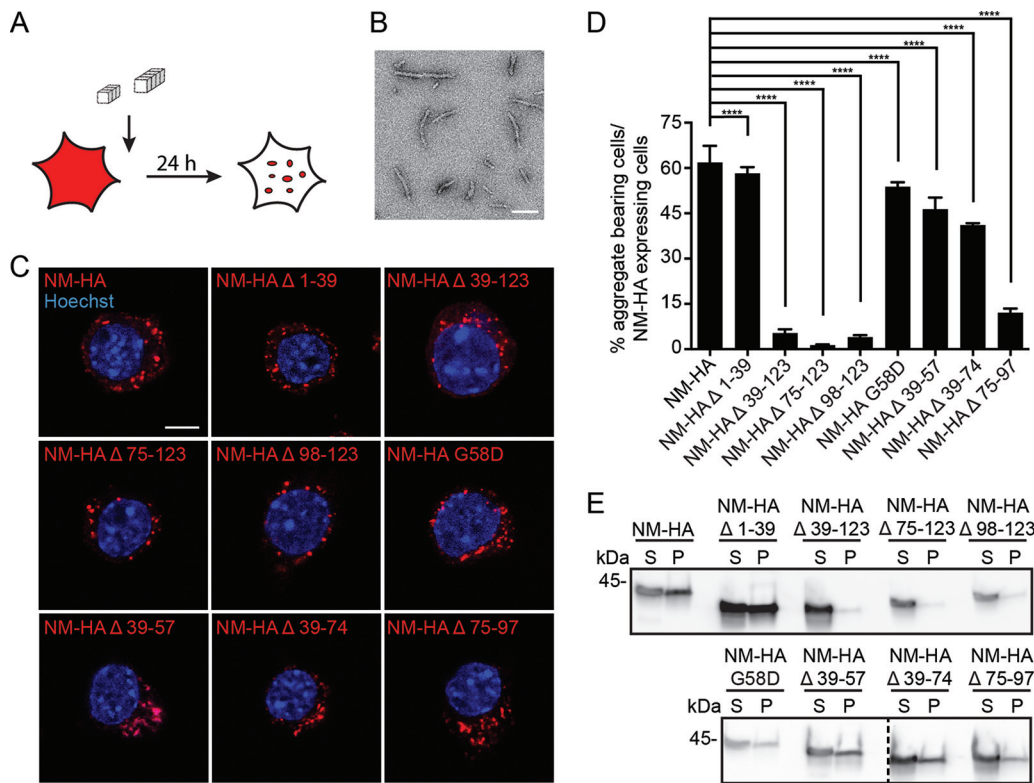 A
24 h
B
C
NM-HA
Hoechst
NM-HA Δ 1-39
NM-HA Δ 39-123
NM-HA Δ 75-123
NM-HA Δ 98-123
NM-HA G58D
NM-HA Δ 39-57
NM-HA Δ 39-74
NM-HA Δ 75-97
D
****
****
****
****
****
****
****
****
% aggregate bearing cells/
NM-HA expressing cells
75
60
45
30
15
0
NM-HA
NM-HA Δ 1-39
NM-HA Δ 39-123
NM-HA Δ 75-123
NM-HA Δ 98-123
NM-HA G58D
NM-HA Δ 39-57
NM-HA Δ 39-74
NM-HA Δ 75-97
E
NM-HA NM-HA NM-HA NM-HA
NM-HA Δ 1-39 Δ 39-123 Δ 75-123 Δ 98-123
kDa S P S P S P S P S P
45-
NM-HA NM-HA NM-HA NM-HA
G58D Δ 39-57 Δ 39-74 Δ 75-97
kDa S P S P S P S P
45-